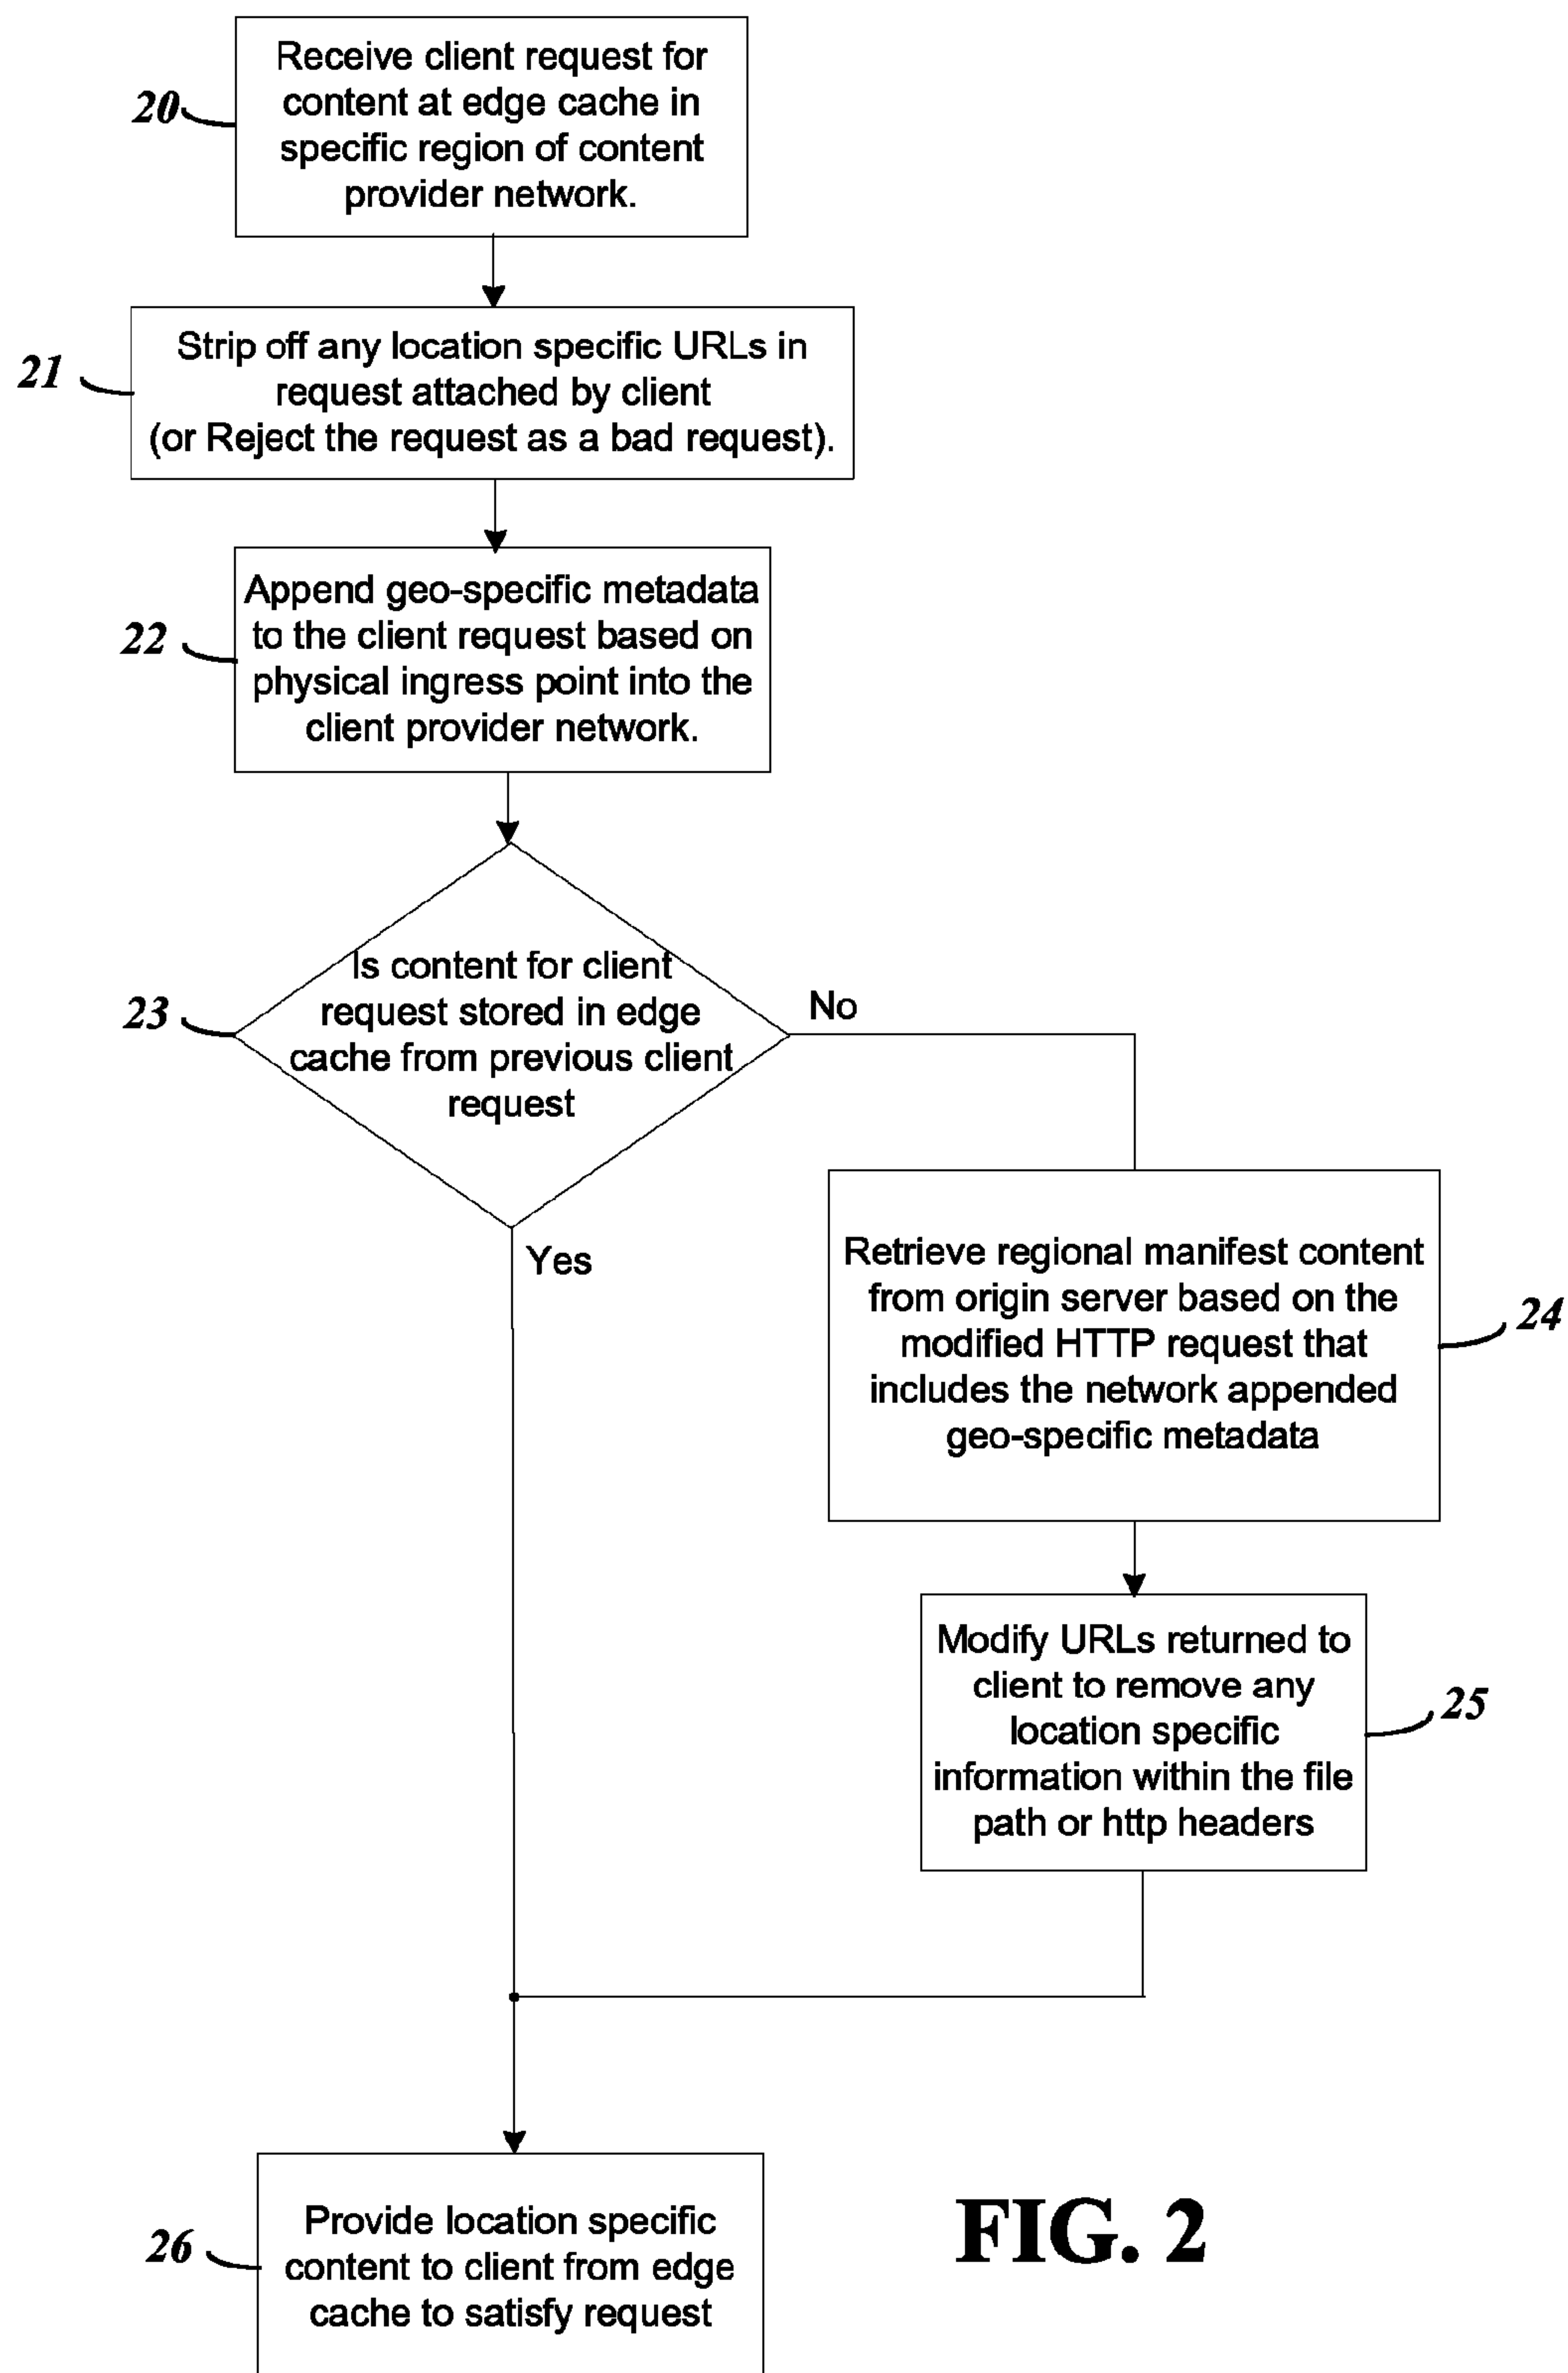 Receive client request for
content at edge cache in
specific region of content
provider network.
20
Strip off any location specific URLs in
request attached by client
(or Reject the request as a bad request).
21
Append geo-specific metadata
to the client request based on
physical ingress point into the
client provider network.
22
Is content for client
request stored in edge
cache from previous client
request
23
No
Yes
Retrieve regional manifest content
from origin server based on the
modified HTTP request that
includes the network appended
geo-specific metadata
24
Modify URLs returned to
client to remove any
location specific
information within the file
path or http headers
25
Provide location specific
content to client from edge
cache to satisfy request
26
FIG. 2